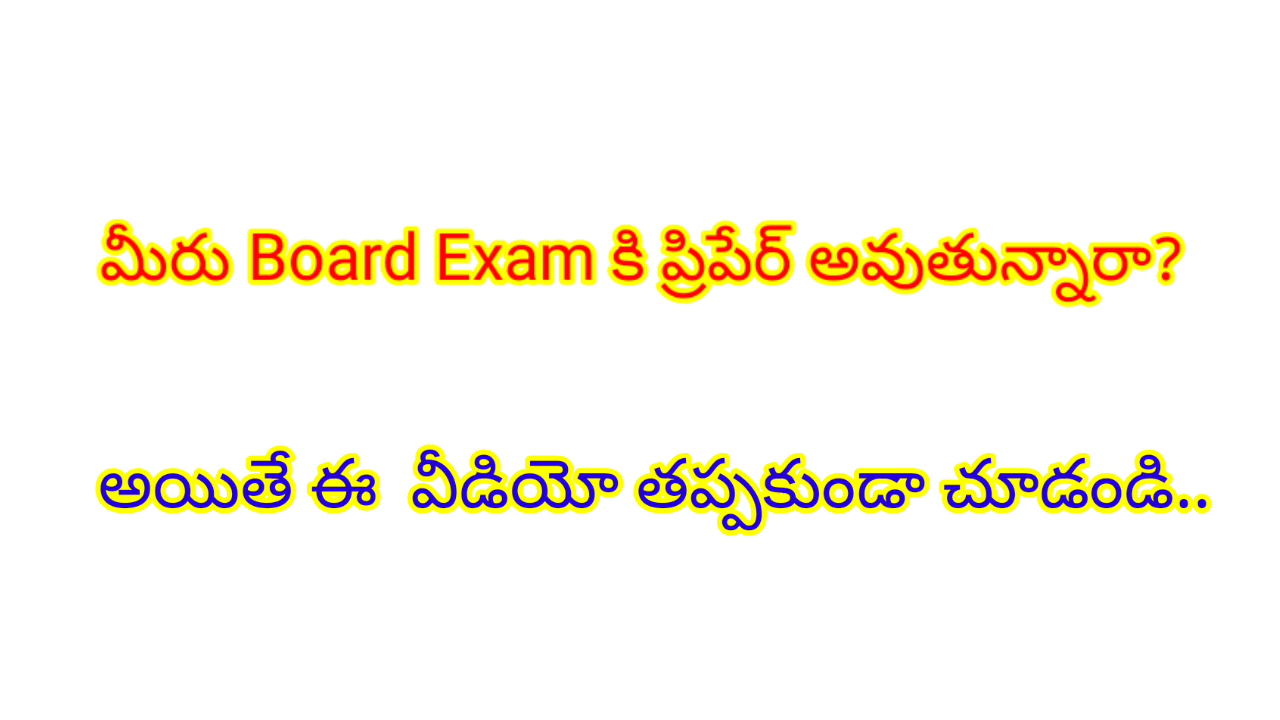 మీరు Board Exam కి ప్రిపేర్ అవుతున్నారా?
అయితే ఈ వీడియో తప్పకుండా చూడండి..